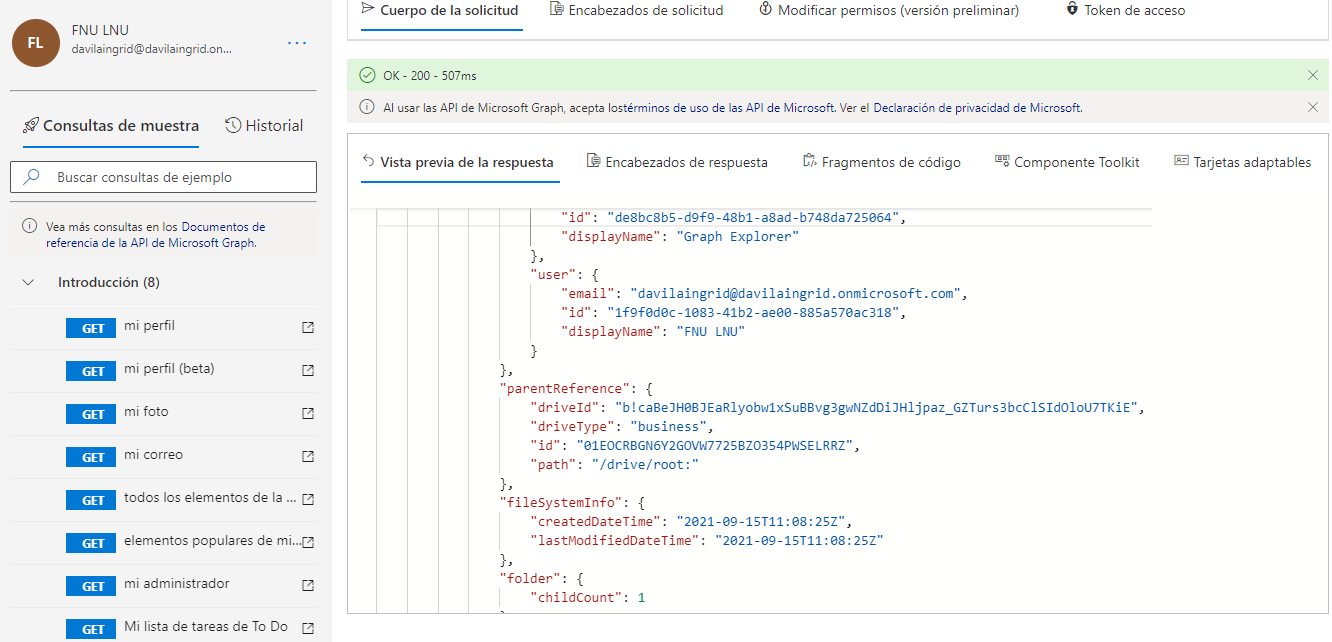 FL
FNU LNU
davilaingrid@davilaingrid.on...
...
Consultas de muestra
Historial
Buscar consultas de ejemplo
Vea más consultas en los Documentos de
referencia de la API de Microsoft Graph.
Introducción (8)
GET mi perfil
GET mi perfil (beta)
GET mi foto
GET mi correo
GET todos los elementos de la ...
GET elementos populares de mi...
GET mi administrador
GET Mi lista de tareas de To Do
Cuerpo de la solicitud
Encabezados de solicitud
Modificar permisos (versión preliminar)
Token de acceso
OK - 200 - 507ms
Al usar las API de Microsoft Graph, acepta lostérminos de uso de las API de Microsoft. Ver el Declaración de privacidad de Microsoft.
Vista previa de la respuesta
Encabezados de respuesta
Fragmentos de código
Componente Toolkit
Tarjetas adaptables
"id": "de8bc8b5-d9f9-48b1-a8ad-b748da725064",
"displayName": "Graph Explorer"
},
"user": {
"email": "davilaingrid@davilaingrid.onmicrosoft.com",
"id": "1f9f0d0c-1083-41b2-ae00-885a570ac318",
"displayName": "FNU LNU"
}
},
"parentReference": {
"driveId": "b!caBeJH0BJEaRlyobw1xSuBBvg3gwNZdDiJHljpaz_GZTurs3bcClSIdOloU7TKiE",
"driveType": "business",
"id": "01EOCRBGN6Y2GOVW7725BZO354PWSELRRZ",
"path": "/drive/root:"
},
"fileSystemInfo": {
"createdDateTime": "2021-09-15T11:08:25Z",
"lastModifiedDateTime": "2021-09-15T11:08:25Z"
},
"folder": {
"childCount": 1